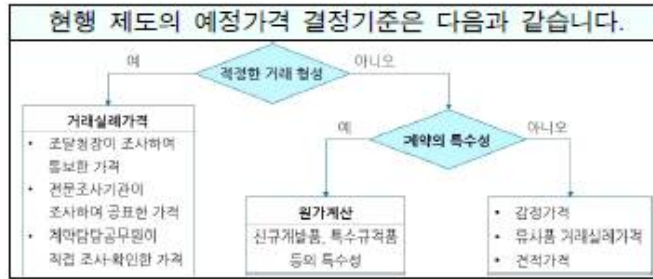 현행 제도의 예정가격 결정기준은 다음과 같습니다.
예
적정한 거래 형성
아니오
거래실례가격
• 조달청장이 조사하여
통보한 가격
• 전문조사기관이
조사하여 공표한 가격
• 계약담당공무원이
직접 조사·확인한 가격
예
계약의 특수성
아니오
원가계산
신규개발품, 특수규격품
등의 특수성
• 감정가격
• 유사품 거래실례가격
• 견적가격